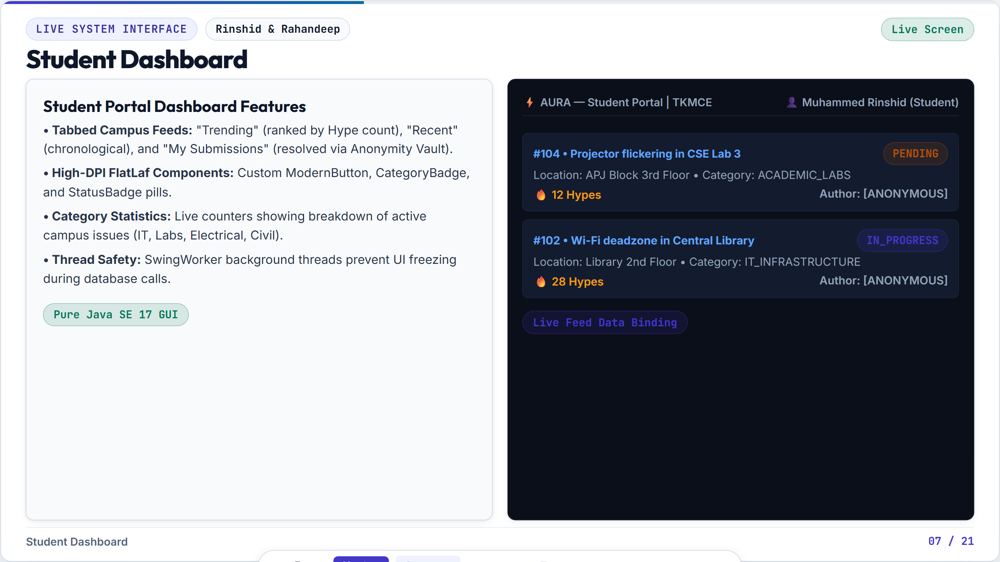 LIVE SYSTEM INTERFACE
Rinshid & Rahandeep
Live Screen
Student Dashboard
Student Portal Dashboard Features
• Tabbed Campus Feeds: "Trending" (ranked by Hype count), "Recent"
(chronological), and "My Submissions" (resolved via Anonymity Vault).
• High-DPI FlatLaf Components: Custom ModernButton, CategoryBadge,
and StatusBadge pills.
• Category Statistics: Live counters showing breakdown of active
campus issues (IT, Labs, Electrical, Civil).
• Thread Safety: SwingWorker background threads prevent UI freezing
during database calls.
Pure Java SE 17 GUI
AURA — Student Portal | TKMCE
Muhammed Rinshid (Student)
#104 • Projector flickering in CSE Lab 3
PENDING
Location: APJ Block 3rd Floor • Category: ACADEMIC_LABS
12 Hypes
Author: [ANONYMOUS]
#102 • Wi-Fi deadzone in Central Library
IN_PROGRESS
Location: Library 2nd Floor • Category: IT_INFRASTRUCTURE
28 Hypes
Author: [ANONYMOUS]
Live Feed Data Binding
Student Dashboard
07 / 21